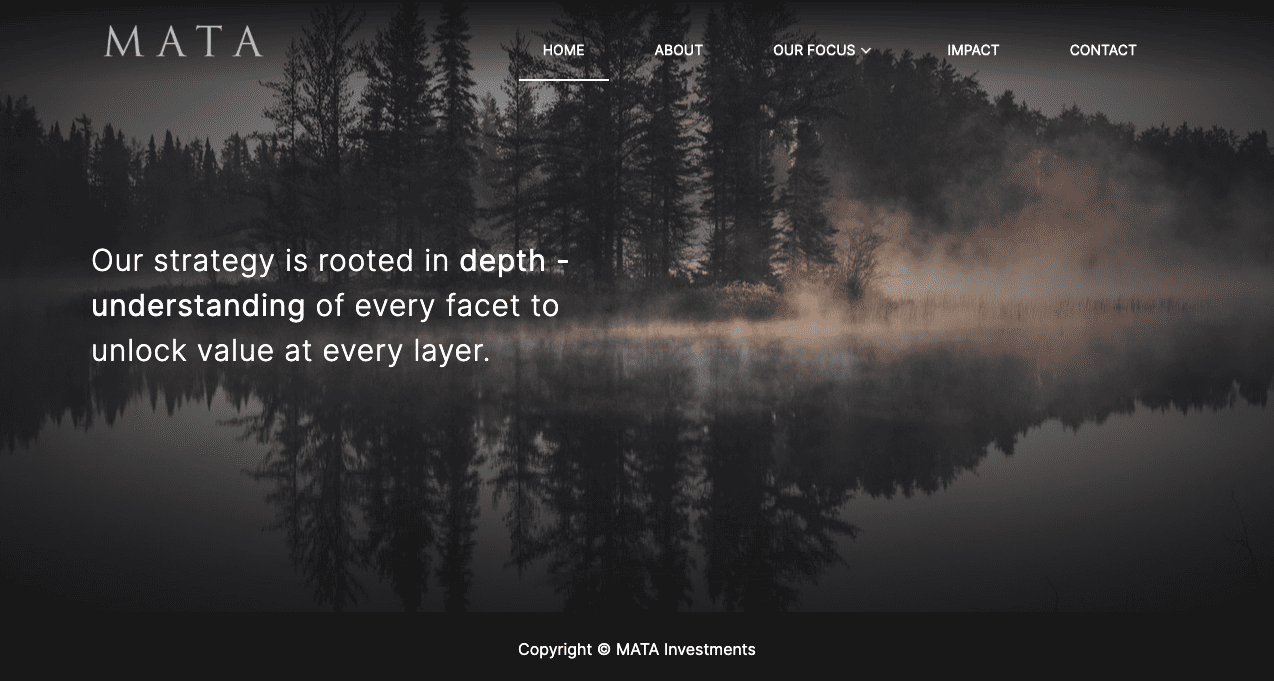 MATA
HOME ABOUT OUR FOCUS IMPACT CONTACT
Our strategy is rooted in depth -
understanding of every facet to
unlock value at every layer.
Copyright © MATA Investments